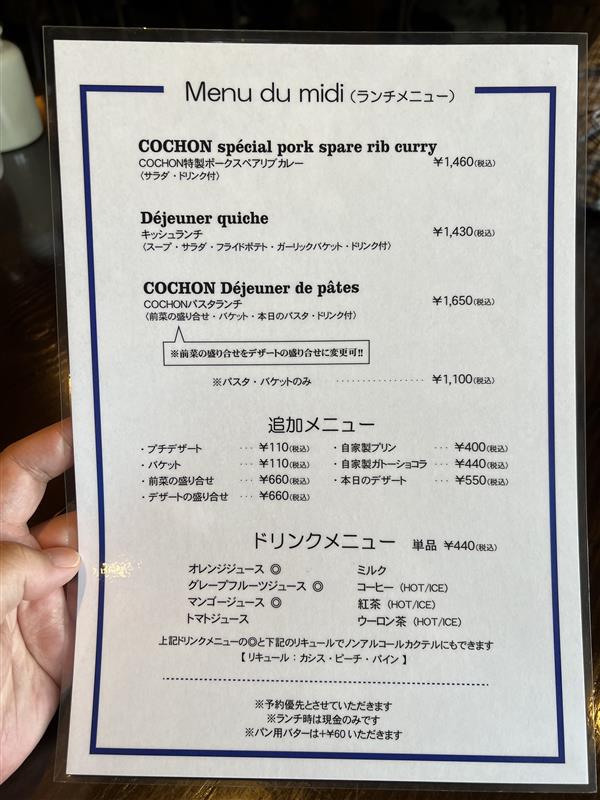 Menu du midi（ランチメニュー）
COCHON spécial pork spare rib curry
COCHON特製ポークスペアリブカレー ￥1,460(税込)
（サラダ・ドリンク付）
Déjeuner quiche
キッシュランチ ￥1,430(税込)
（スープ・サラダ・フライドポテト・ガーリックバケット・ドリンク付）
COCHON Déjeuner de pâtes
COCHONパスタランチ ￥1,650(税込)
（前菜の盛り合せ・バケット・本日のパスタ・ドリンク付）
※前菜の盛り合せをデザートの盛り合せに変更可!!
※パスタ・バケットのみ ················ ￥1,100(税込)
追加メニュー
・プチデザート ··· ￥110(税込) ・自家製プリン ··· ￥400(税込)
・バケット ··· ￥110(税込) ・自家製ガトーショコラ ··· ￥440(税込)
・前菜の盛り合せ ··· ￥660(税込) ・本日のデザート ··· ￥550(税込)
・デザートの盛り合せ ··· ￥660(税込)
ドリンクメニュー 単品 ￥440(税込)
オレンジジュース ◎ ミルク
グレープフルーツジュース ◎ コーヒー（HOT/ICE）
マンゴージュース ◎ 紅茶（HOT/ICE）
トマトジュース ウーロン茶（HOT/ICE）
上記ドリンクメニューの◎と下記のリキュールでノンアルコールカクテルにもできます
【 リキュール：カシス・ピーチ・パイン 】
※予約優先とさせていただきます
※ランチ時は現金のみです
※パン用バターは+￥60いただきます